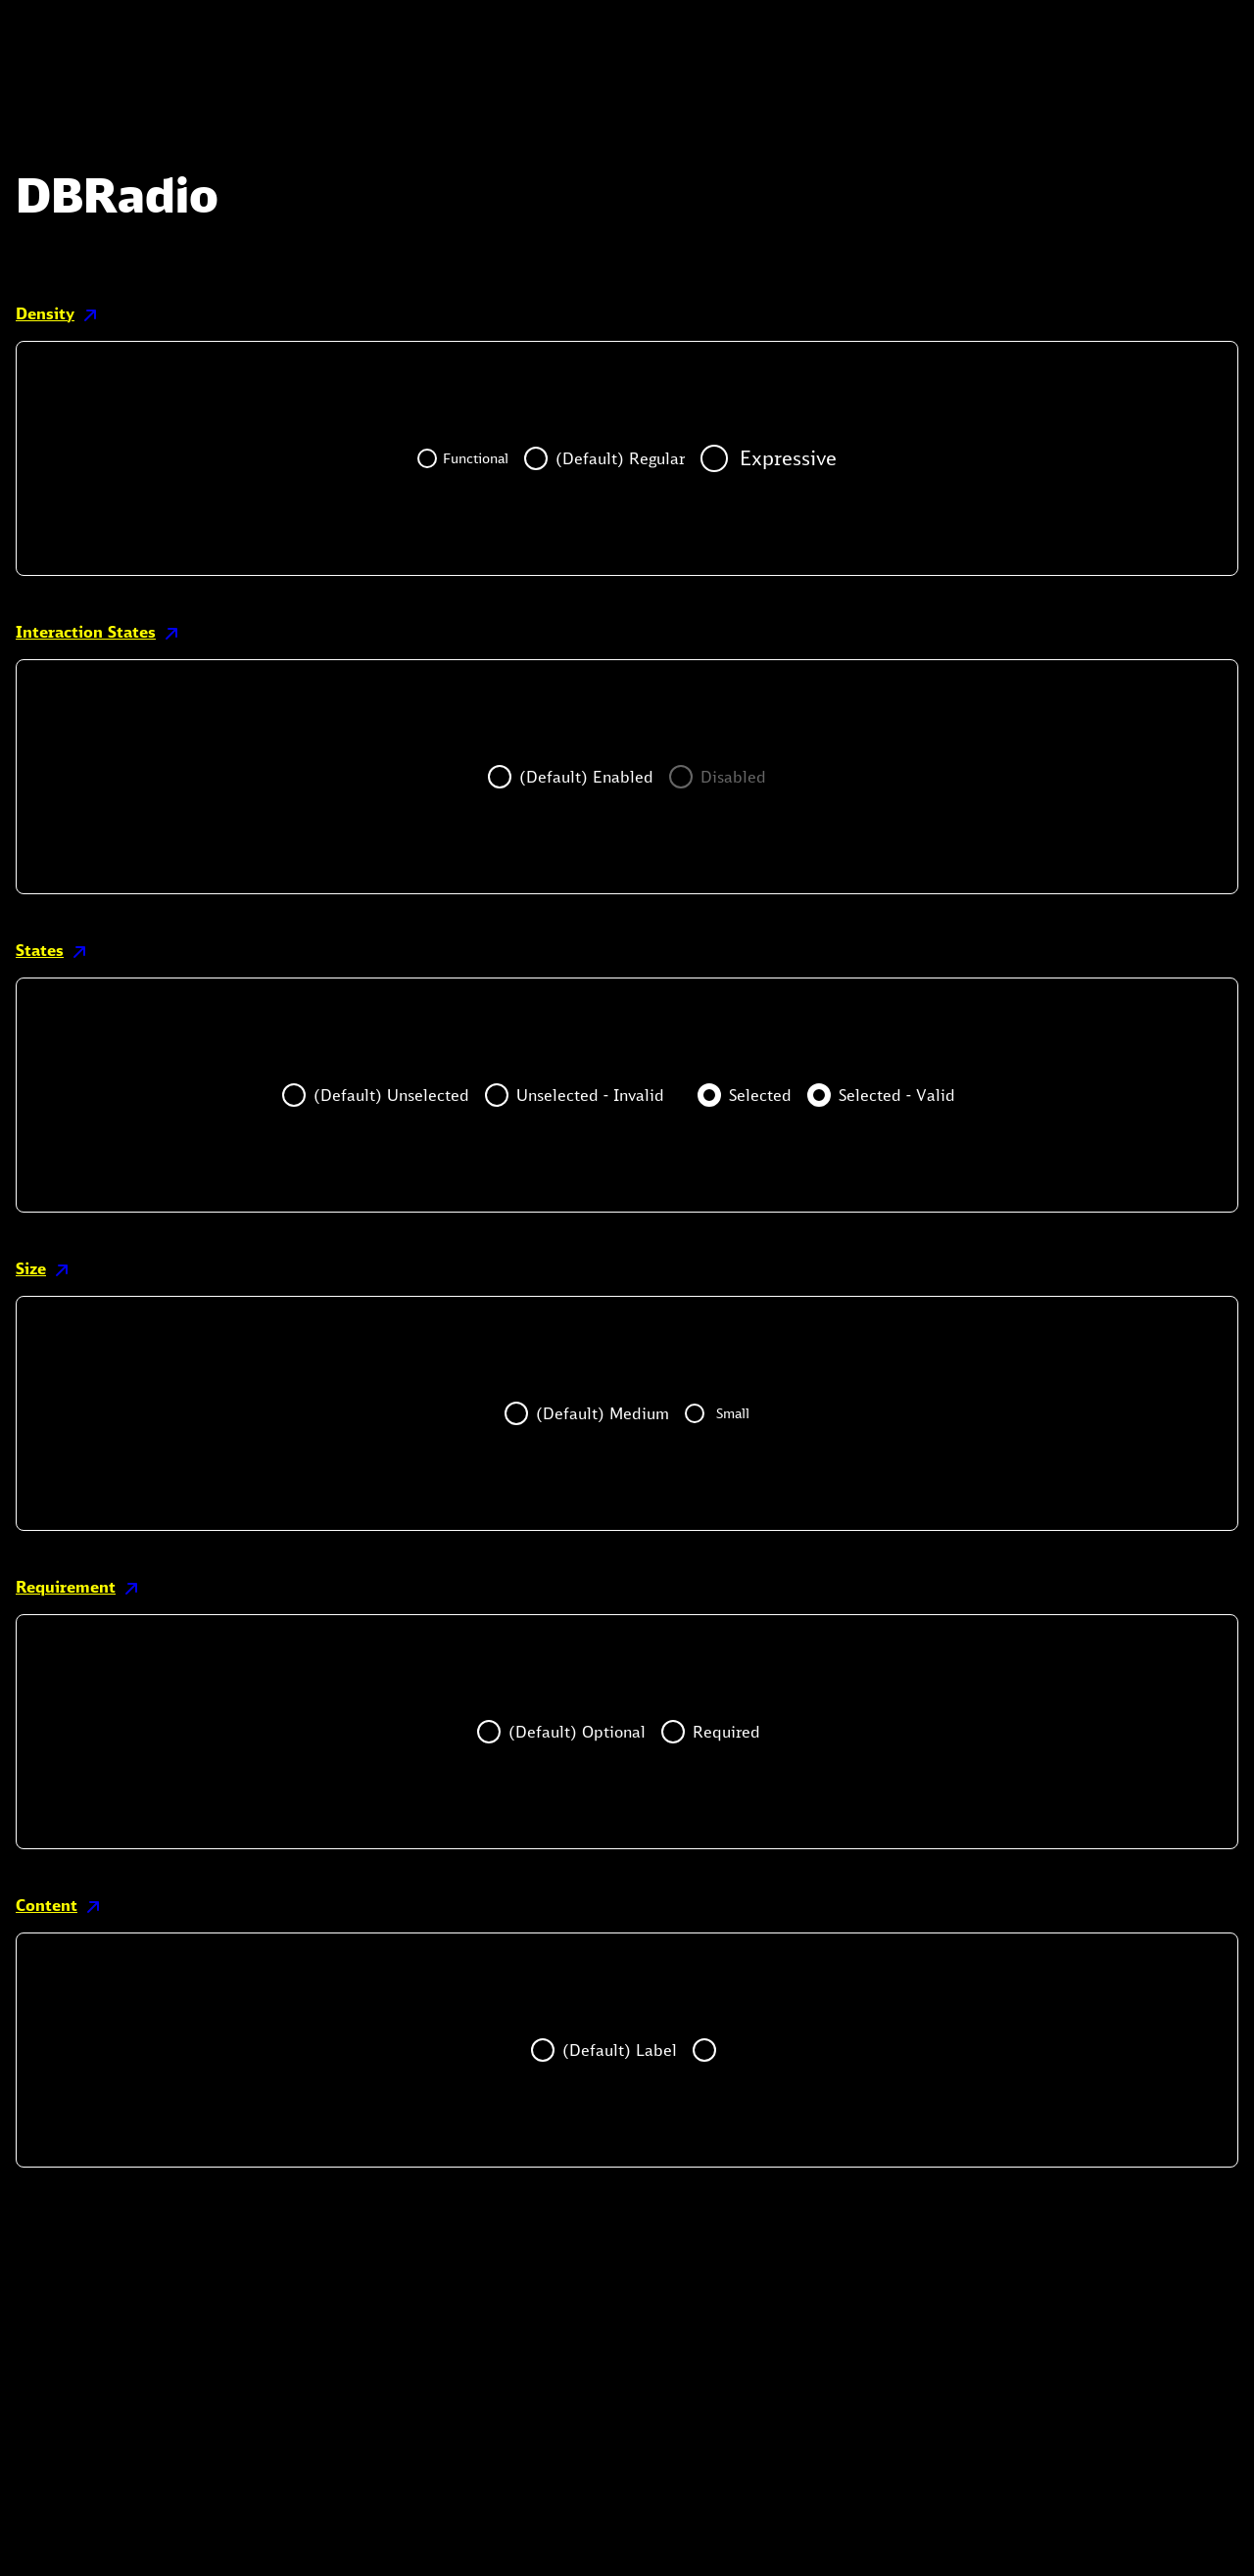 DBRadio
Density
Functional (Default) Regular Expressive
Interaction States
(Default) Enabled Disabled
States
(Default) Unselected Unselected - Invalid Selected Selected - Valid
Size
(Default) Medium Small
Requirement
(Default) Optional Required
Content
(Default) Label